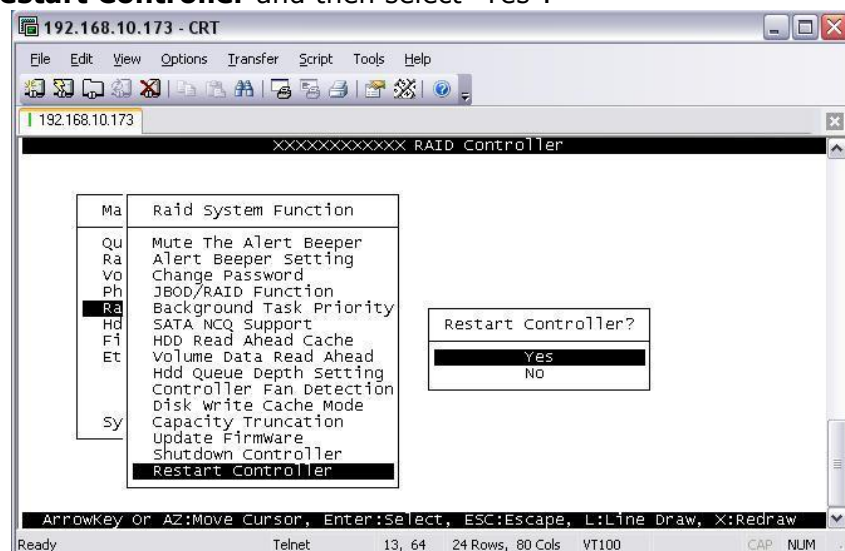 start Controller and then select "Yes".
192.168.10.173 - CRT
File Edit View Options Transfer Script Tools Help
192.168.10.173
XXXXXXXXXXXX RAID Controller
Ma
Raid System Function
Qu
Mute The Alert Beeper
Ra
Alert Beeper Setting
Vo
Change Password
Ph
JBOD/RAID Function
Ra
Background Task Priority
Hd
SATA NCQ Support
Fi
HDD Read Ahead Cache
Et
Volume Data Read Ahead
Hdd Queue Depth Setting
Controller Fan Detection
Disk Write Cache Mode
Sy
Capacity Truncation
Update FirmWare
Shutdown Controller
Restart Controller
Restart Controller?
Yes
No
ArrowKey Or AZ:Move Cursor, Enter:Select, ESC:Escape, L:Line Draw, X:Redraw
Ready Telnet 13, 64 24 Rows, 80 Cols VT100 CAP NUM